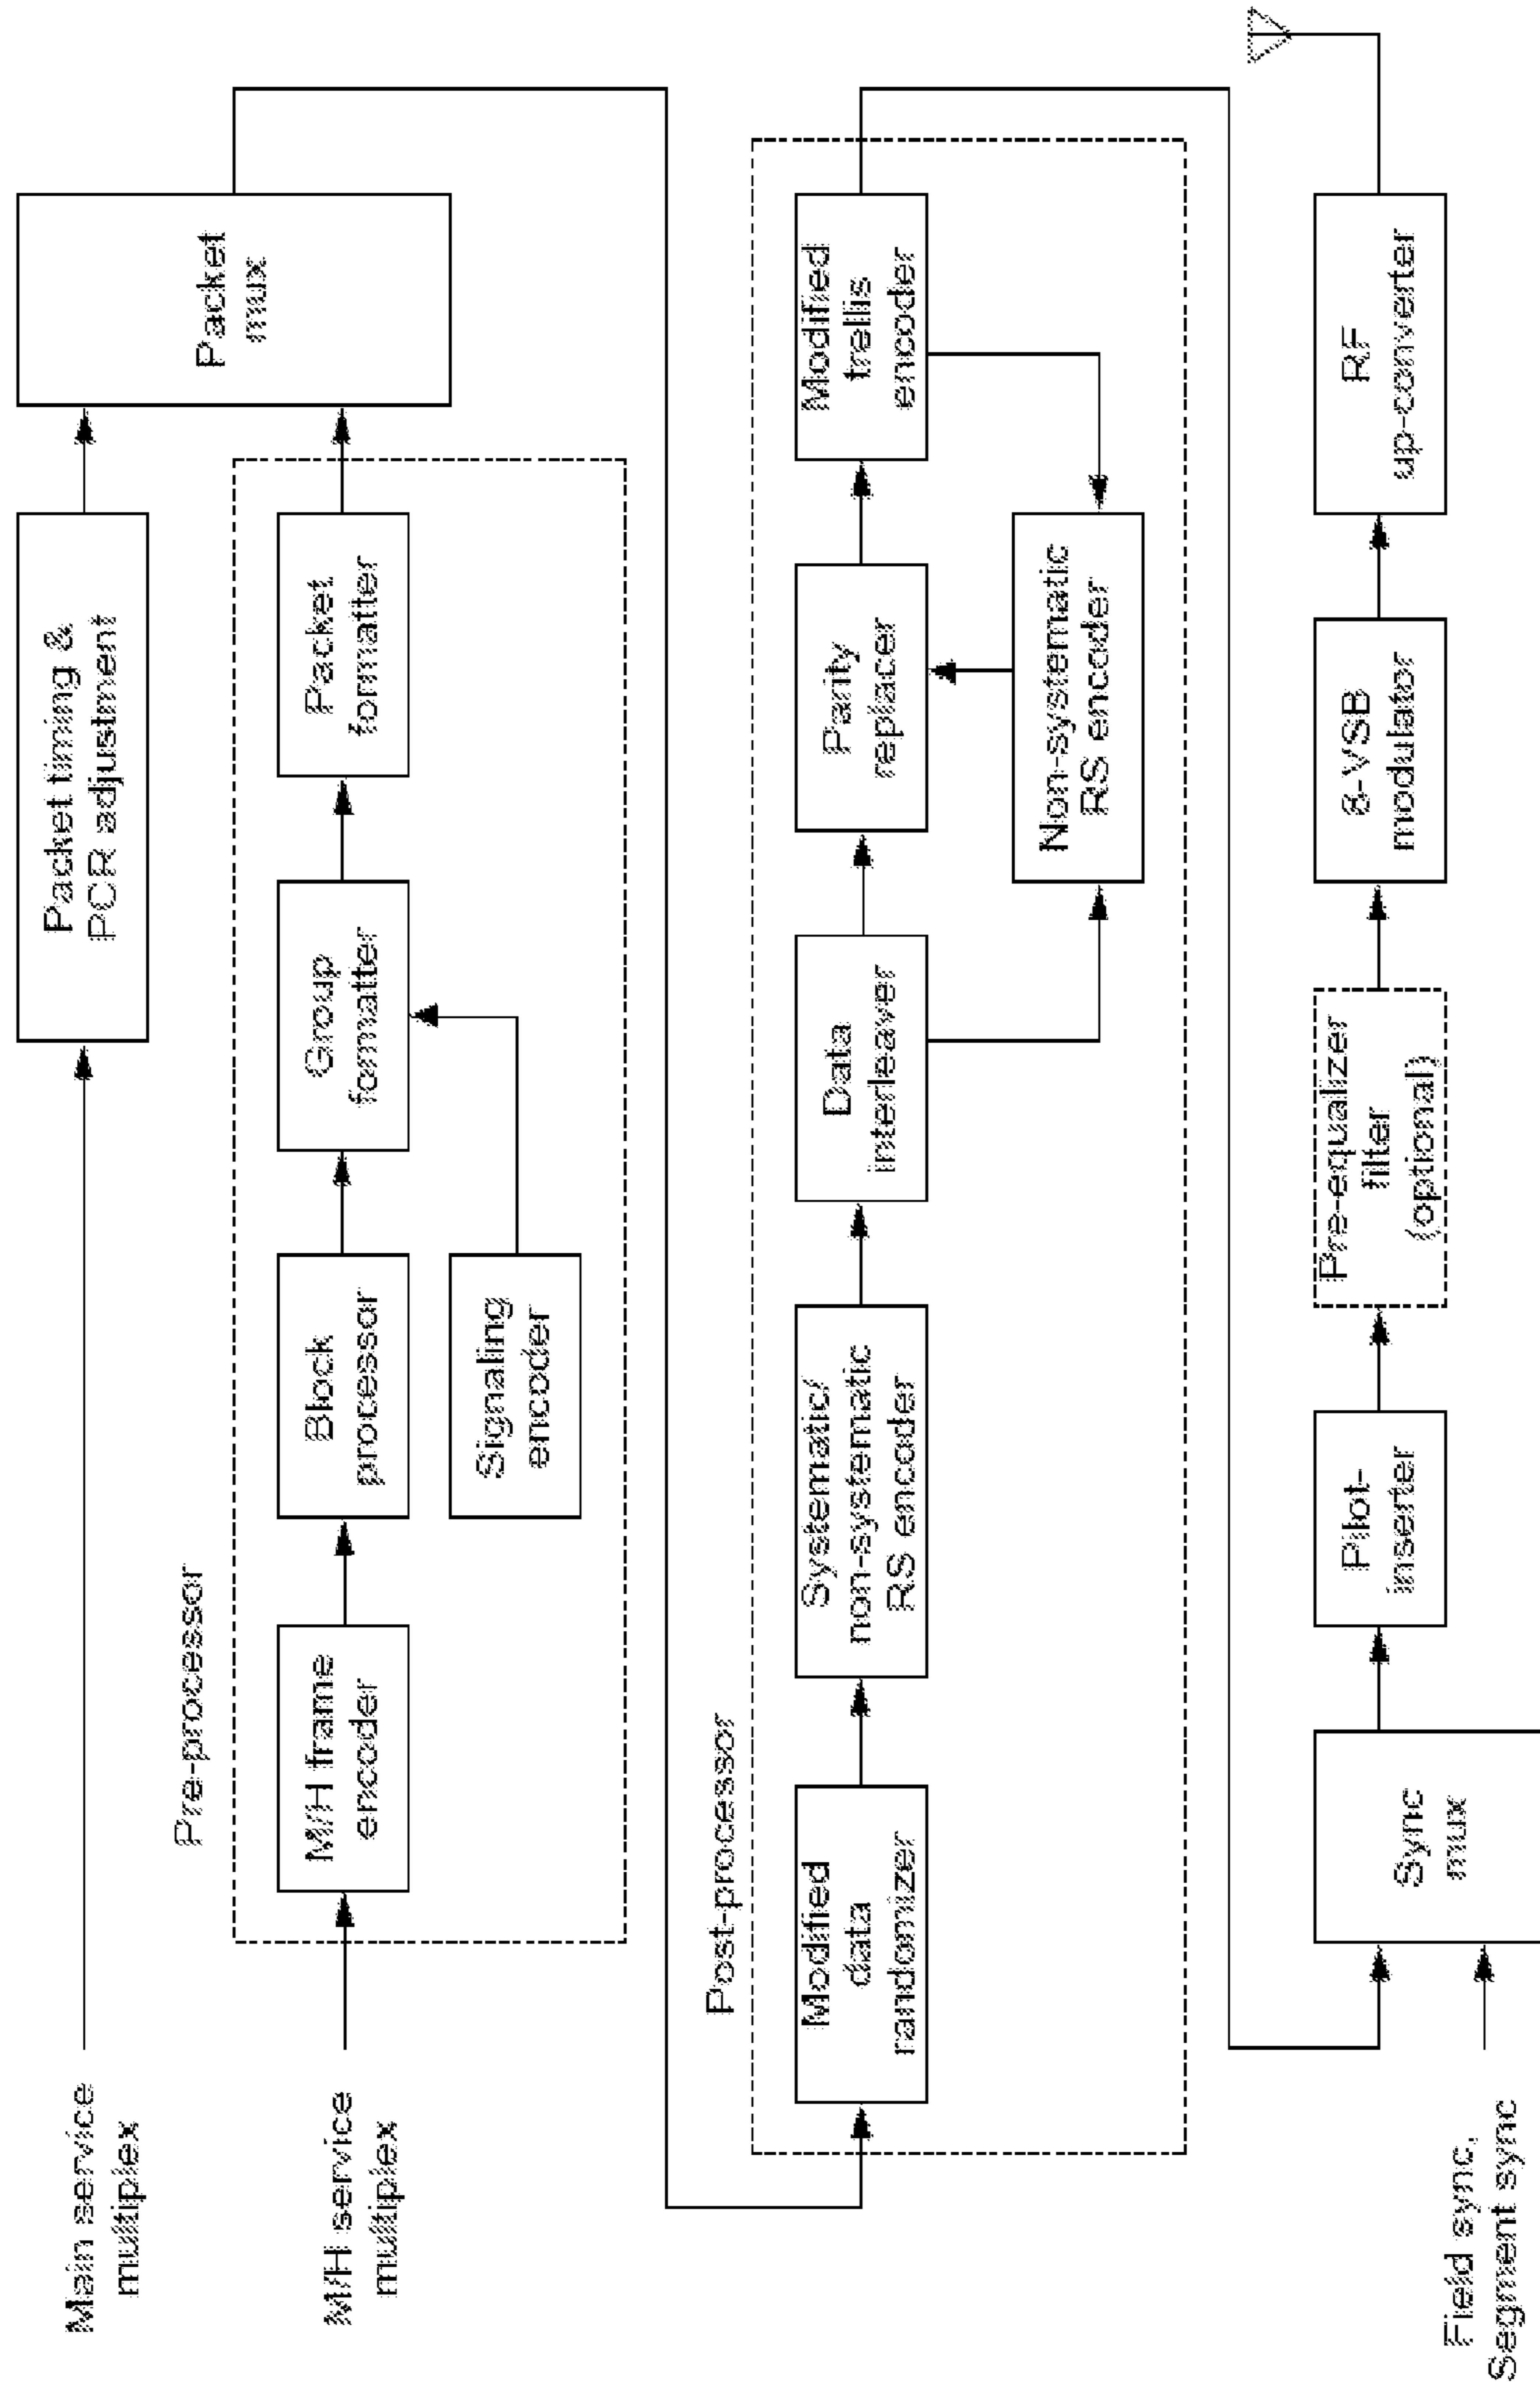 Main service
multiplex
Packet timing &
PCR adjustment
Packet
mux
Pre-processor
M/H service
multiplex
M/H frame
encoder
Block
processor
Signaling
encoder
Group
fomatter
Packet
formatter
Post-processor
Modified
data
randomizer
Systematic/
non-systematic
RS encoder
Data
interleaver
Parity
replacer
Non-systematic
RS encoder
Modified
trellis
encoder
Field sync,
Segment sync
Sync
mux
Pilot-
inserter
Pre-equalizer
filter
(optional)
8-VSB
modulator
RF
up-converter